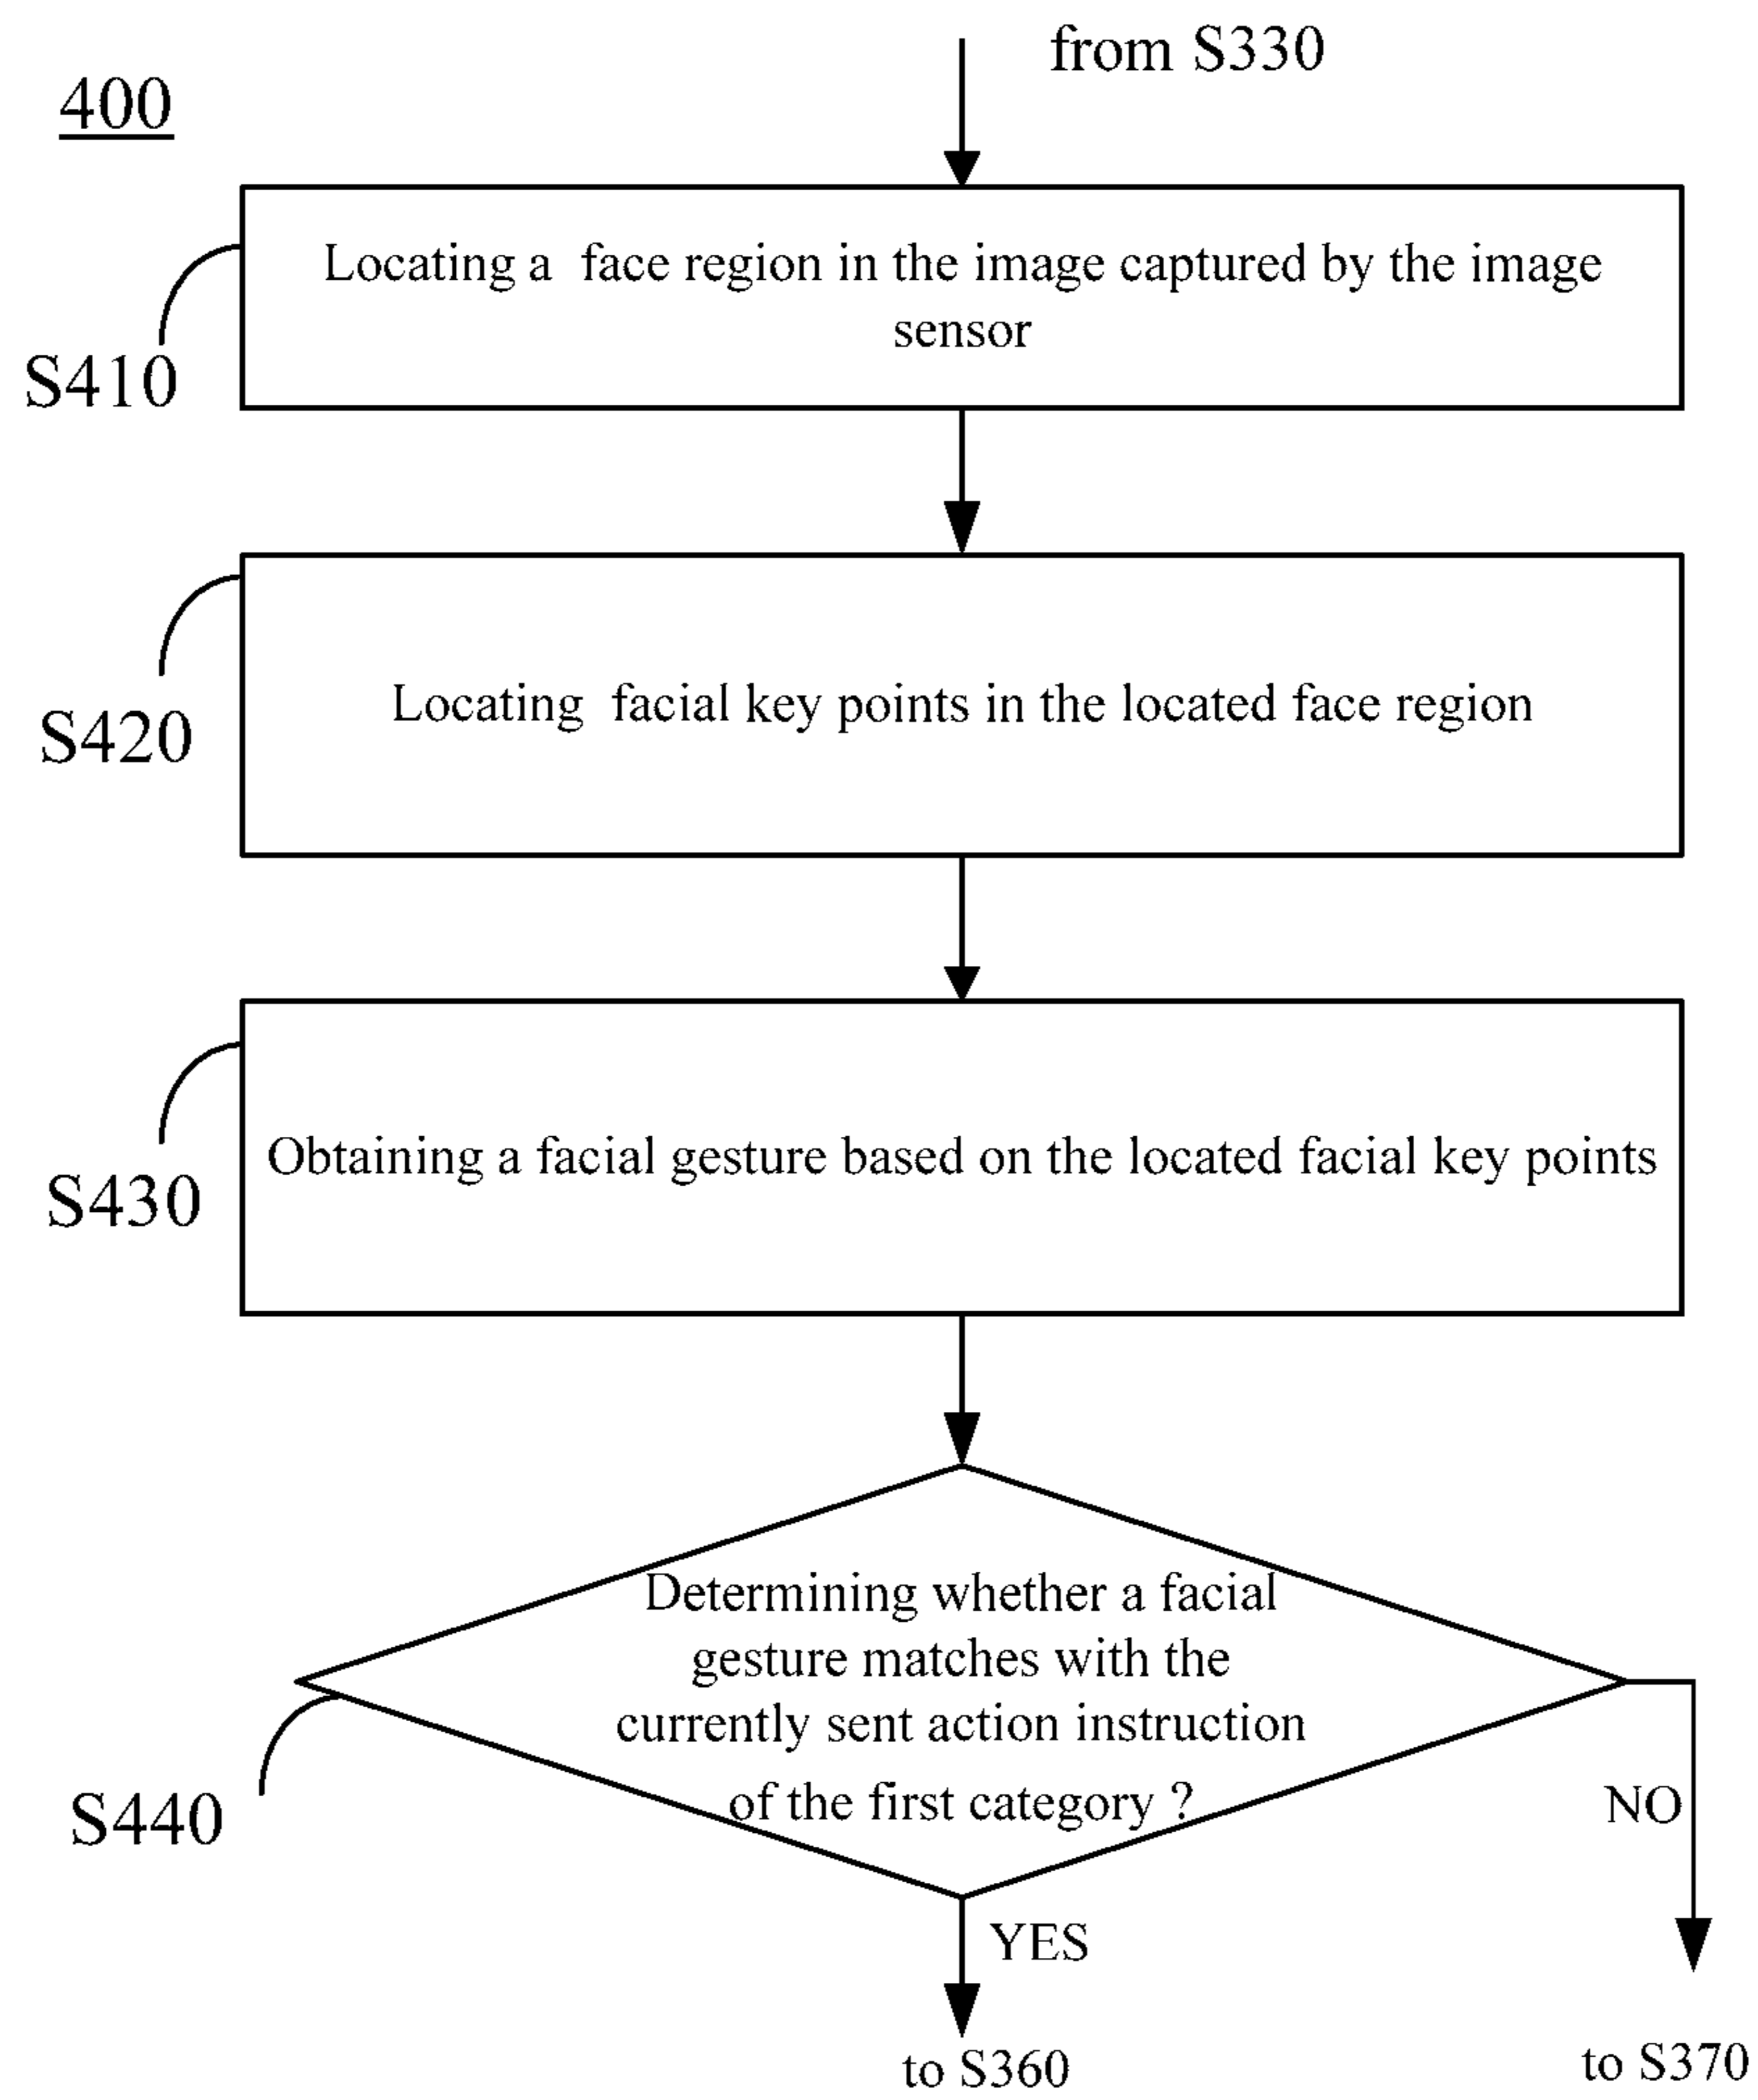 from S330
400
Locating a face region in the image captured by the image
sensor
S410
Locating facial key points in the located face region
S420
Obtaining a facial gesture based on the located facial key points
S430
Determining whether a facial
gesture matches with the
currently sent action instruction
of the first category ?
S440
NO
YES
to S360
to S370